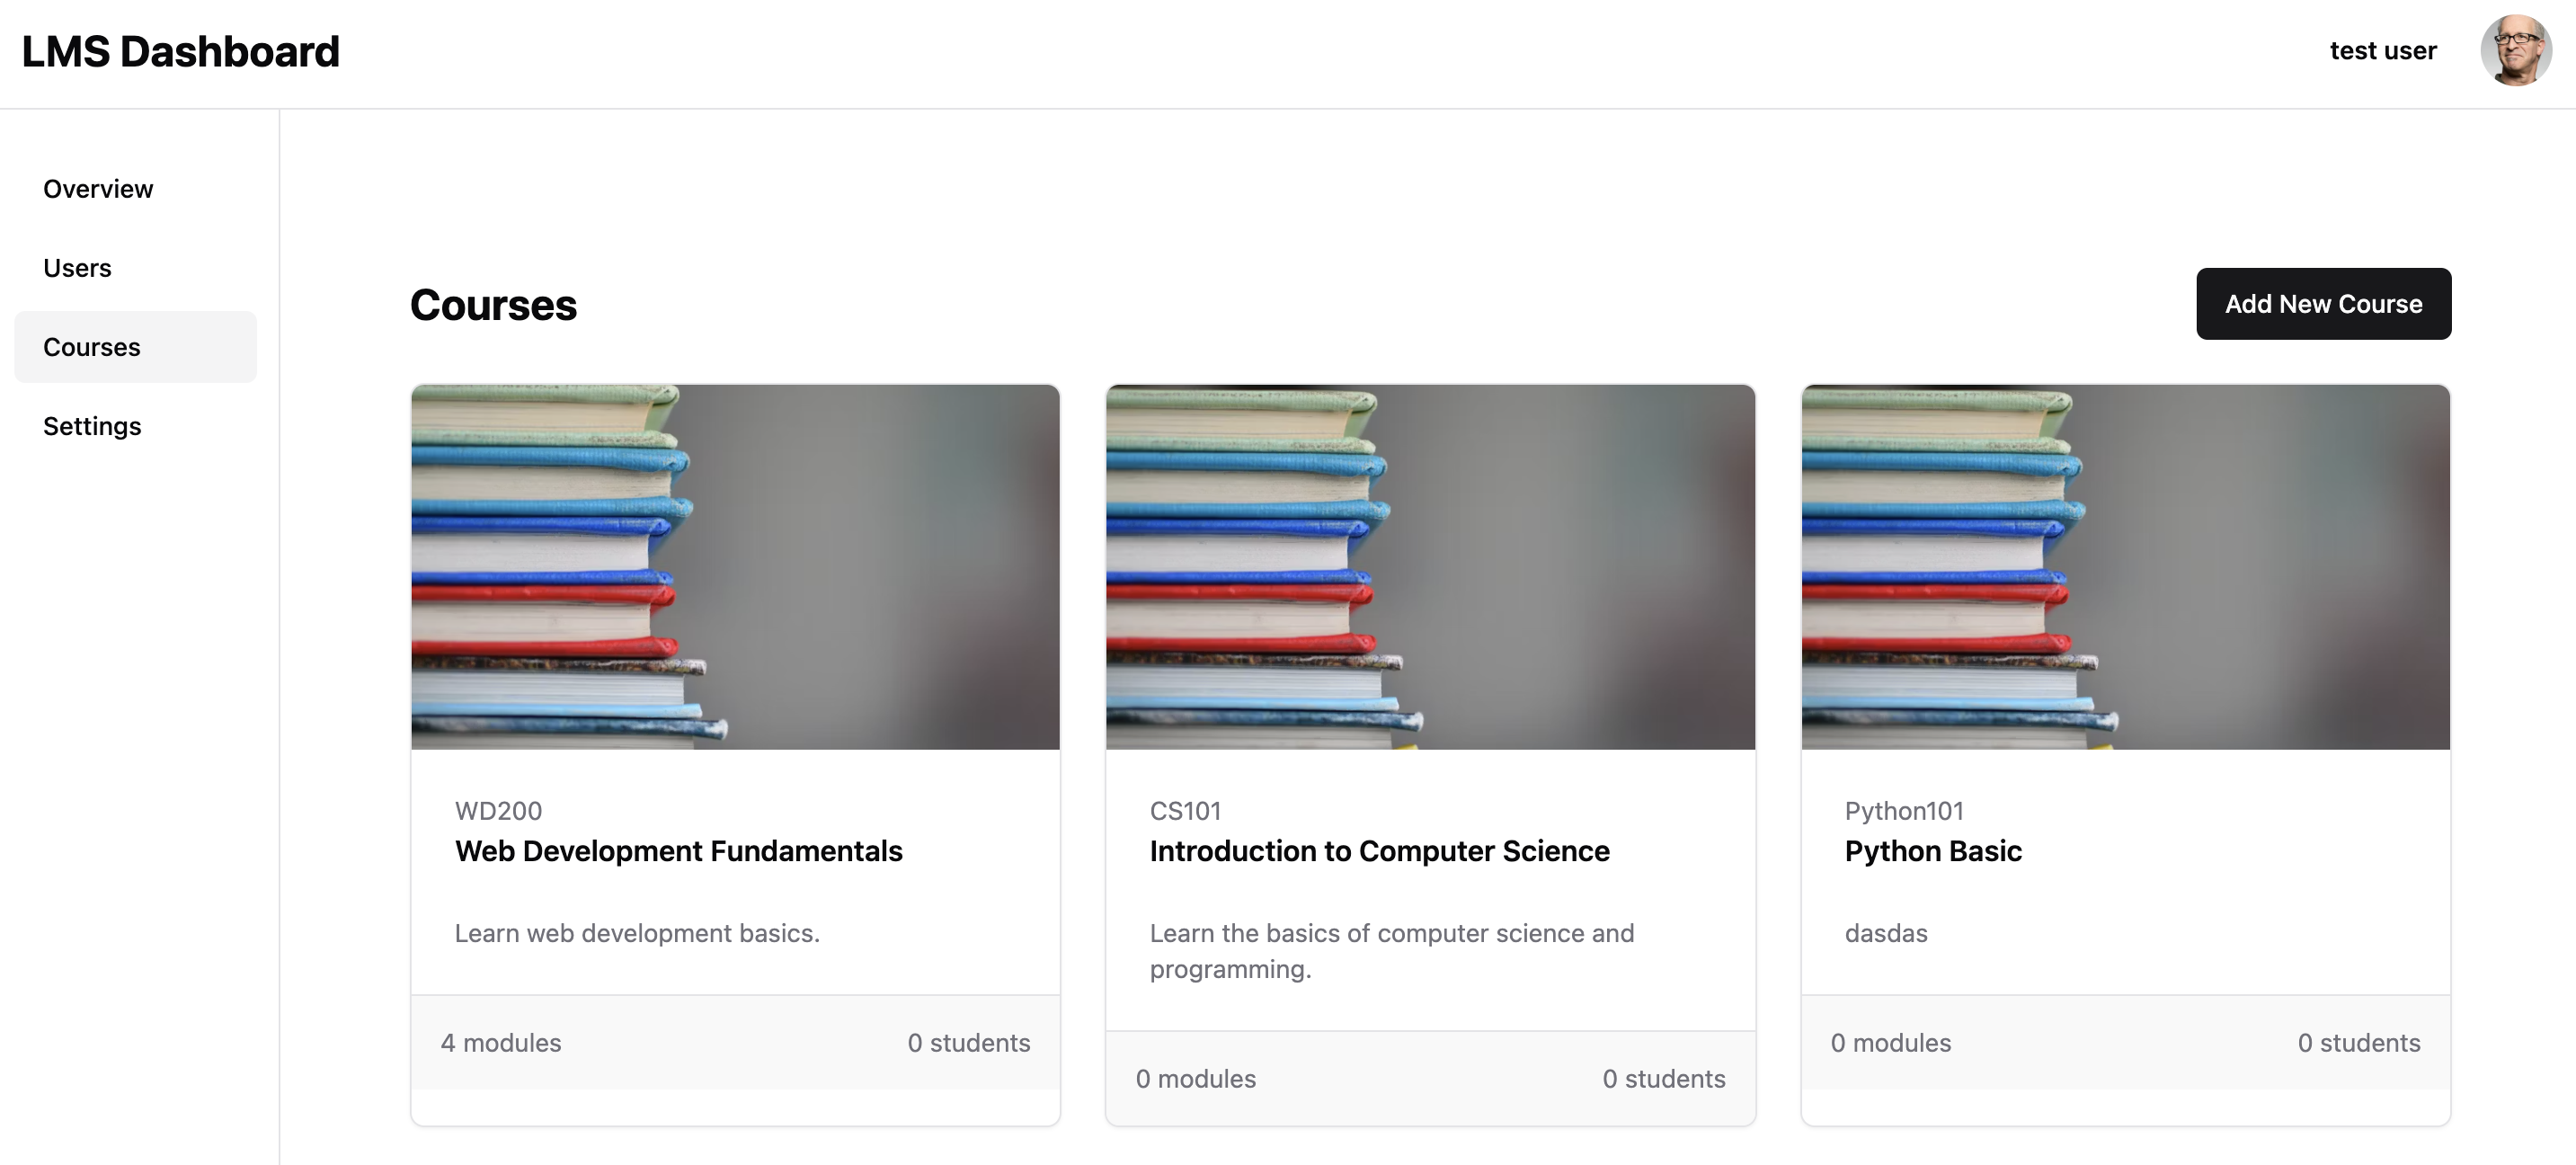 LMS Dashboard
test user
Overview
Users
Courses
Settings
Courses
Add New Course
WD200
Web Development Fundamentals
Learn web development basics.
4 modules
0 students
CS101
Introduction to Computer Science
Learn the basics of computer science and
programming.
0 modules
0 students
Python101
Python Basic
dasdas
0 modules
0 students